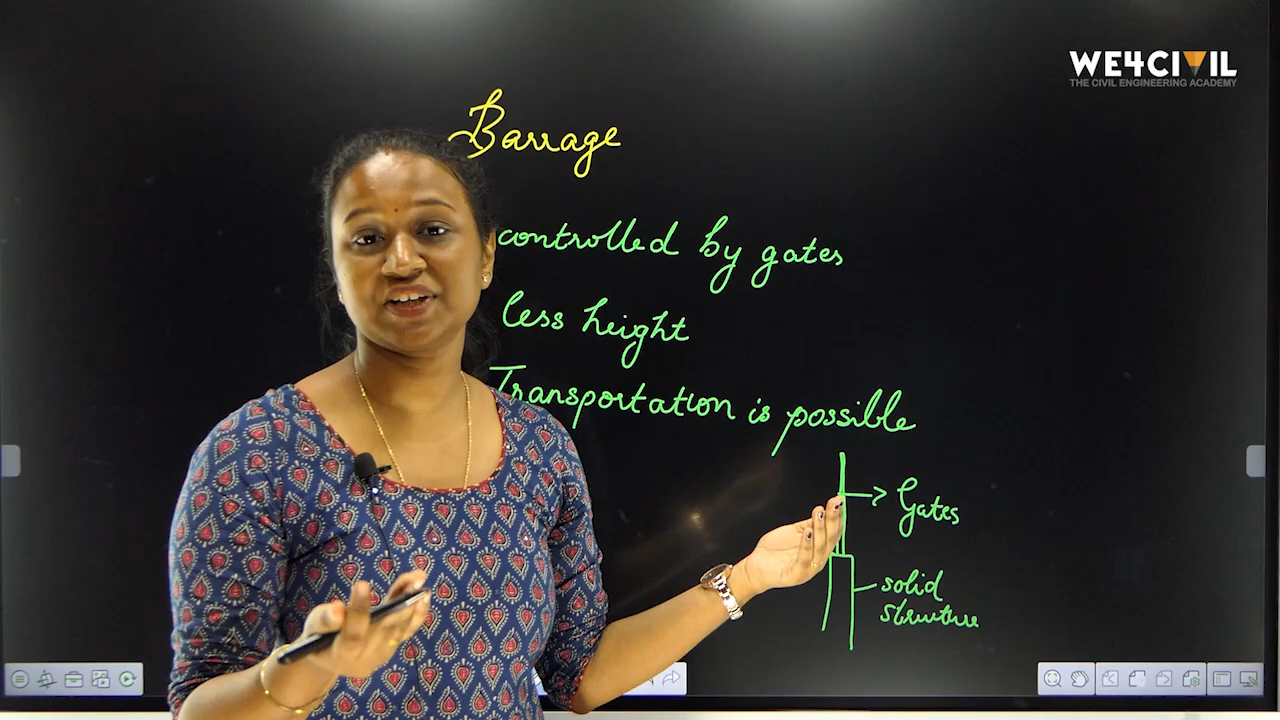 WE4CIVIL
THE CIVIL ENGINEERING ACADEMY
Barrage
controlled by gates
less height
Transportation is possible
Gates
solid
structure